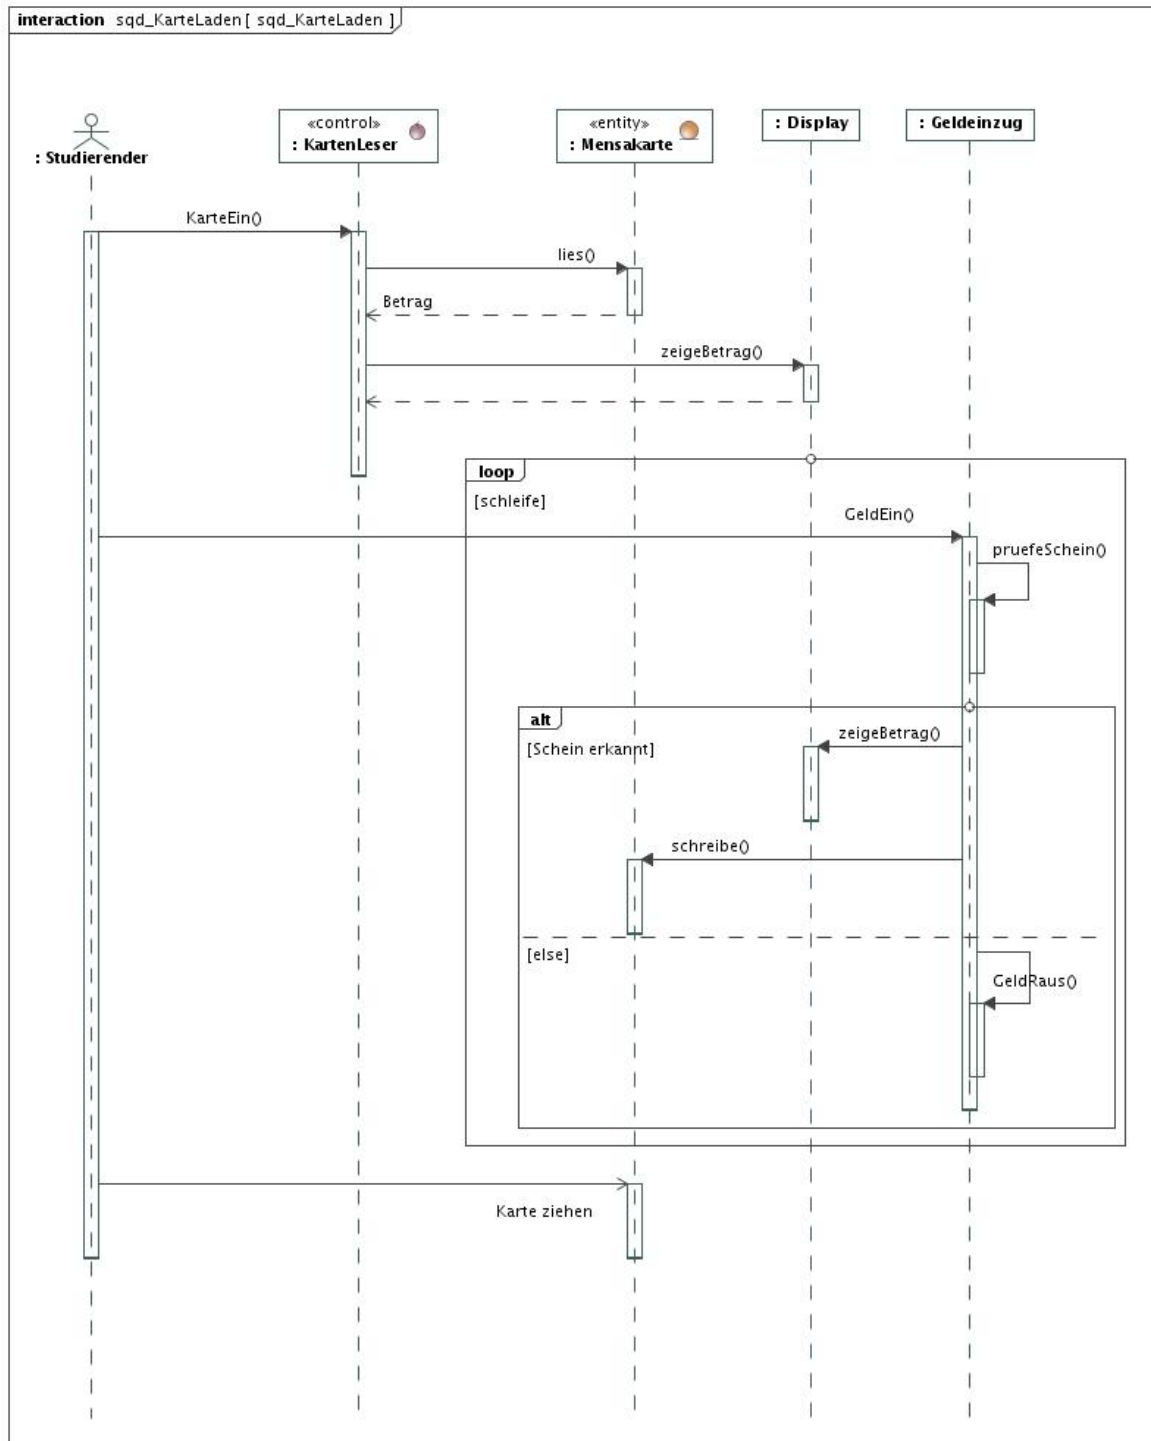 interaction sqd_KarteLaden [ sqd_KarteLaden ]
: Studierender
«control»
: KartenLeser
«entity»
: Mensakarte
: Display
: Geldeinzug
KarteEin()
lies()
Betrag
zeigeBetrag()
loop
[schleife]
GeldEin()
pruefeSchein()
alt
[Schein erkannt]
zeigeBetrag()
schreibe()
[else]
GeldRaus()
Karte ziehen